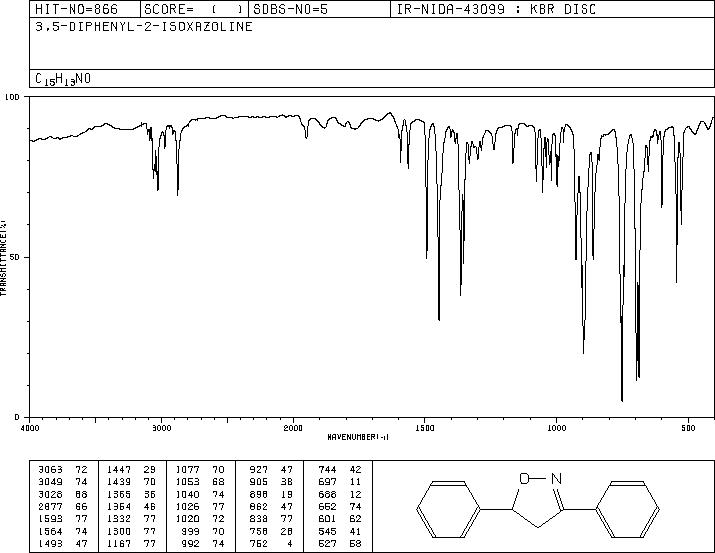 HIT-NO=866 SCORE= ( ) SDBS-NO=5 IR-NIDA-43099 : KBR DISC
3,5-DIPHENYL-2-ISOXAZOLINE
C15H13NO
100
50
0
TRANSMITTANCE(%)
4000 3000 2000 1500 1000 500
WAVENUMBER(-1)
3063 72 1447 29 1077 70 927 47 744 42
3049 74 1439 70 1053 68 905 38 697 11
3028 68 1365 36 1040 74 898 19 688 12
2877 66 1354 46 1026 77 862 47 652 74
1593 77 1332 77 1020 72 838 77 601 62
1564 74 1300 77 999 70 758 28 545 41
1493 47 1167 77 992 74 752 4 527 58
O N